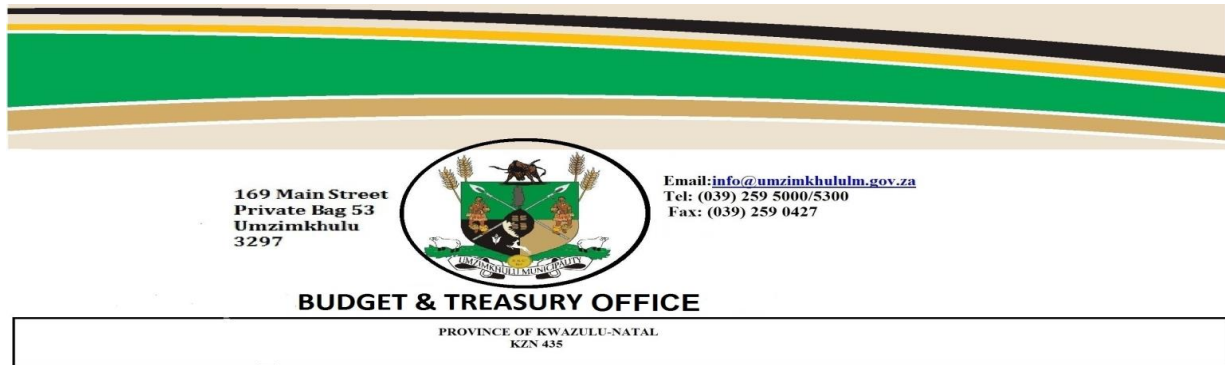 169 Main Street
Private Bag 53
Umzimkhulu
3297
Email:info@umzimkhululm.gov.za
Tel: (039) 259 5000/5300
Fax: (039) 259 0427
UMZIMKHULU MUNICIPALITY
BUDGET & TREASURY OFFICE
PROVINCE OF KWAZULU-NATAL
KZN 435